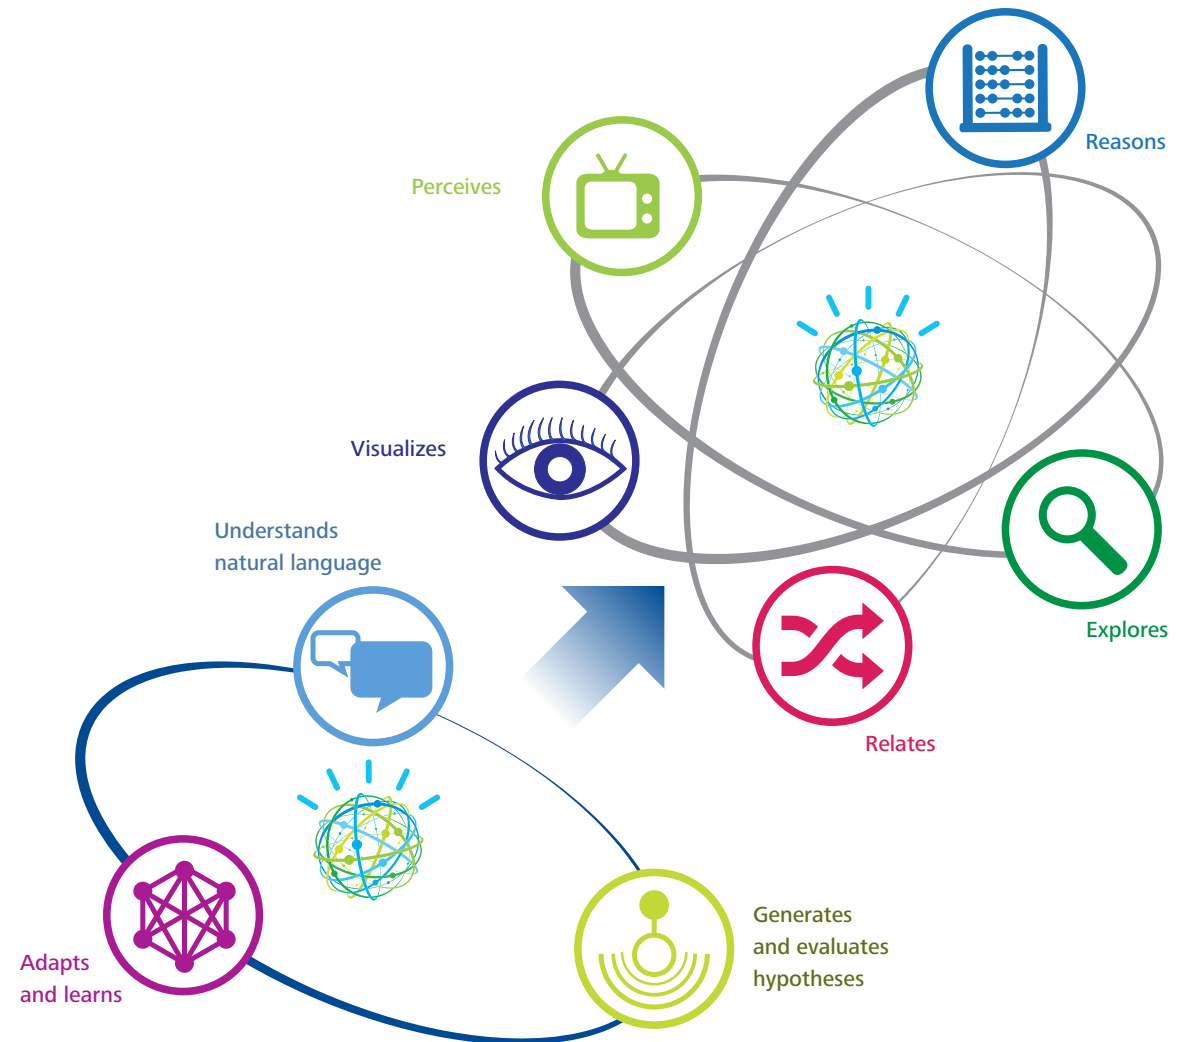 Reasons
Perceives
Visualizes
Understands
natural language
Explores
Relates
Generates
and evaluates
hypotheses
Adapts
and learns